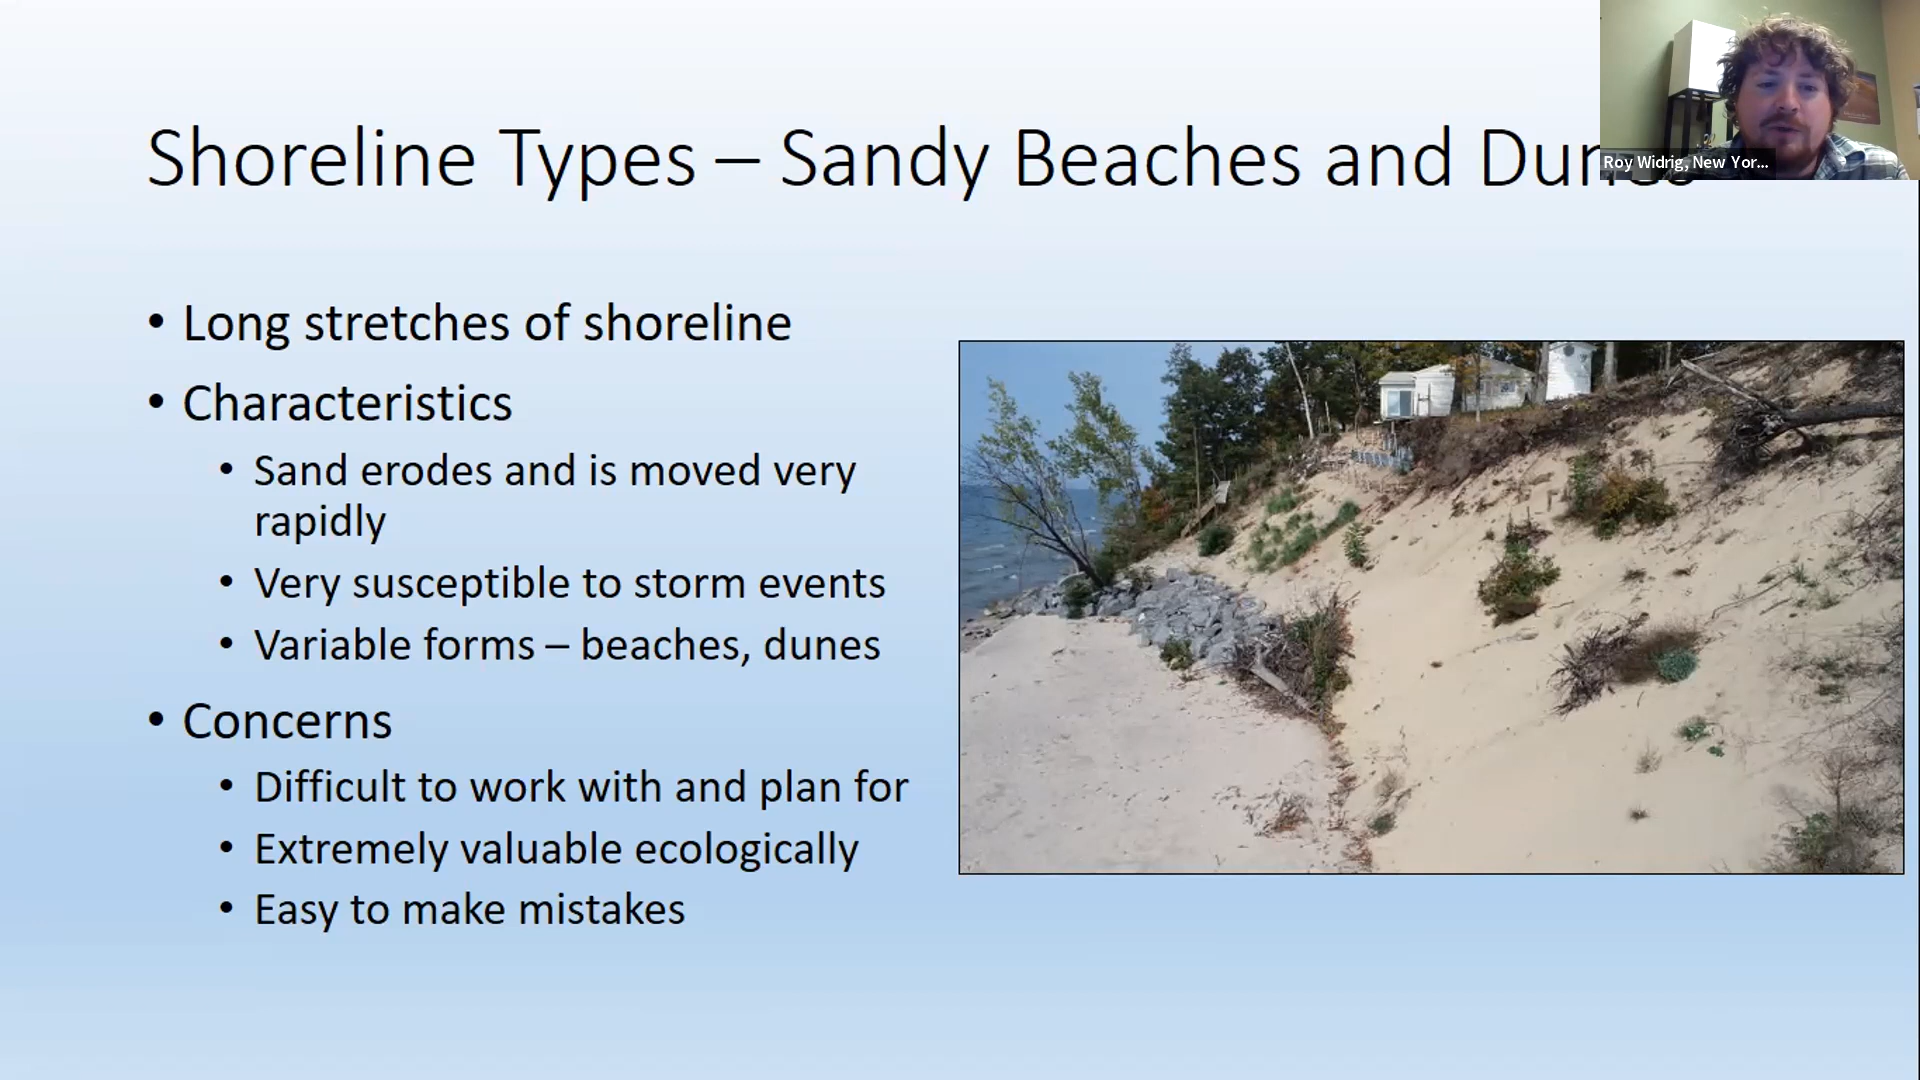 Shoreline Types – Sandy Beaches and
Roy Widrig, New Yor...
• Long stretches of shoreline
• Characteristics
• Sand erodes and is moved very
rapidly
• Very susceptible to storm events
• Variable forms – beaches, dunes
• Concerns
• Difficult to work with and plan for
• Extremely valuable ecologically
• Easy to make mistakes